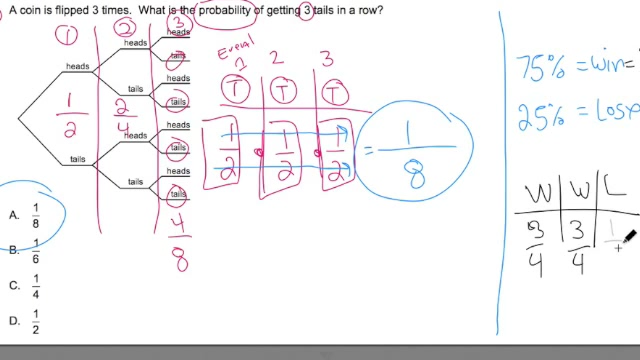 A coin is flipped 3 times. What is the probability of getting 3 tails in a row?
1 2 3
heads
heads
tails
heads
tails
heads
tails
heads
tails
heads
tails
heads
tails
tails
1/2 2/4 4/8
Event
1 2 3
T T T
1/2 • 1/2 • 1/2 = 1/8
A. 1/8
B. 1/6
C. 1/4
D. 1/2
75% = win =
25% = Lose
W W L
3/4 3/4 1